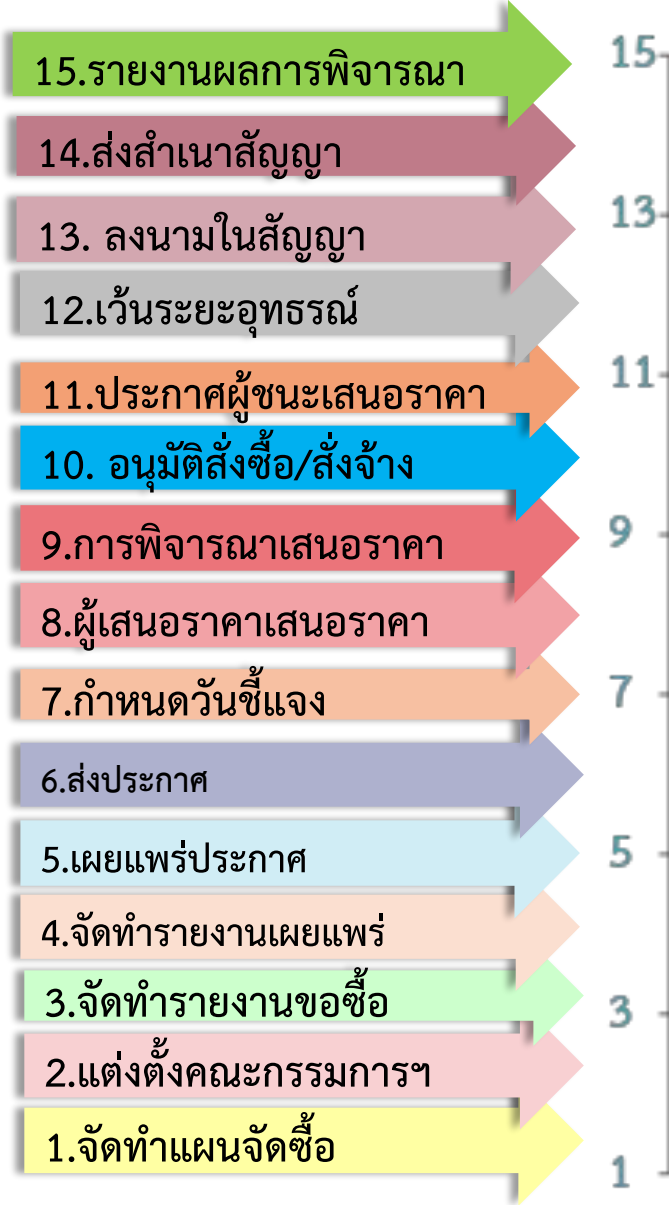 15.รายงานผลการพิจารณา
15
14.ส่งสำเนาสัญญา
13. ลงนามในสัญญา
13
12.เว้นระยะอุทธรณ์
11.ประกาศผู้ชนะเสนอราคา
11
10. อนุมัติสั่งซื้อ/สั่งจ้าง
9.การพิจารณาเสนอราคา
9
8.ผู้เสนอราคาเสนอราคา
7.กำหนดวันชี้แจง
7
6.ส่งประกาศ
5.เผยแพร่ประกาศ
5
4.จัดทำรายงานเผยแพร่
3.จัดทำรายงานขอซื้อ
3
2.แต่งตั้งคณะกรรมการฯ
1.จัดทำแผนจัดซื้อ
1